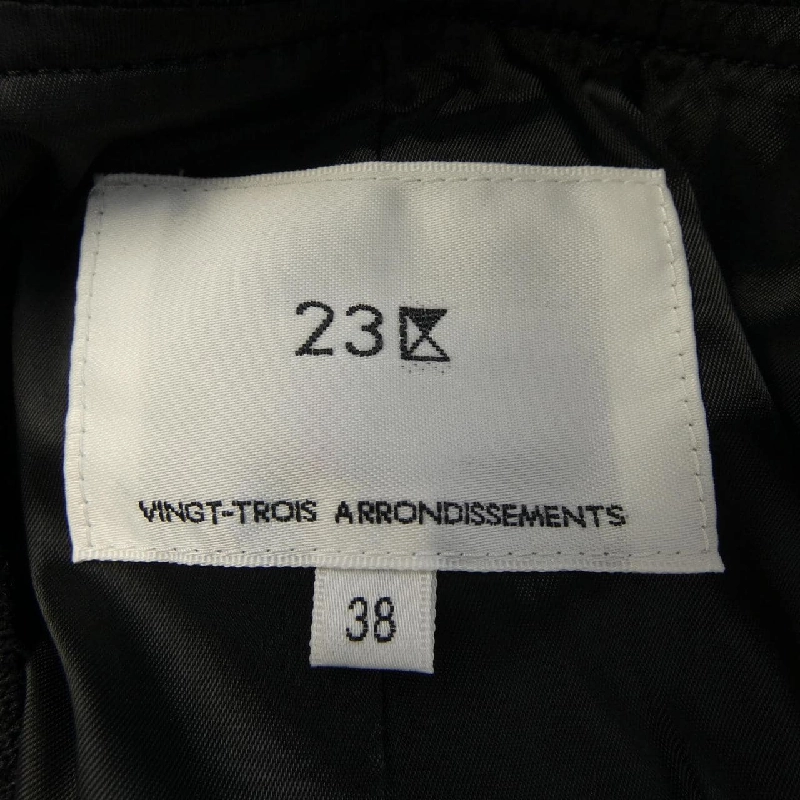 23区
VINGT-TROIS ARRONDISSEMENTS
38